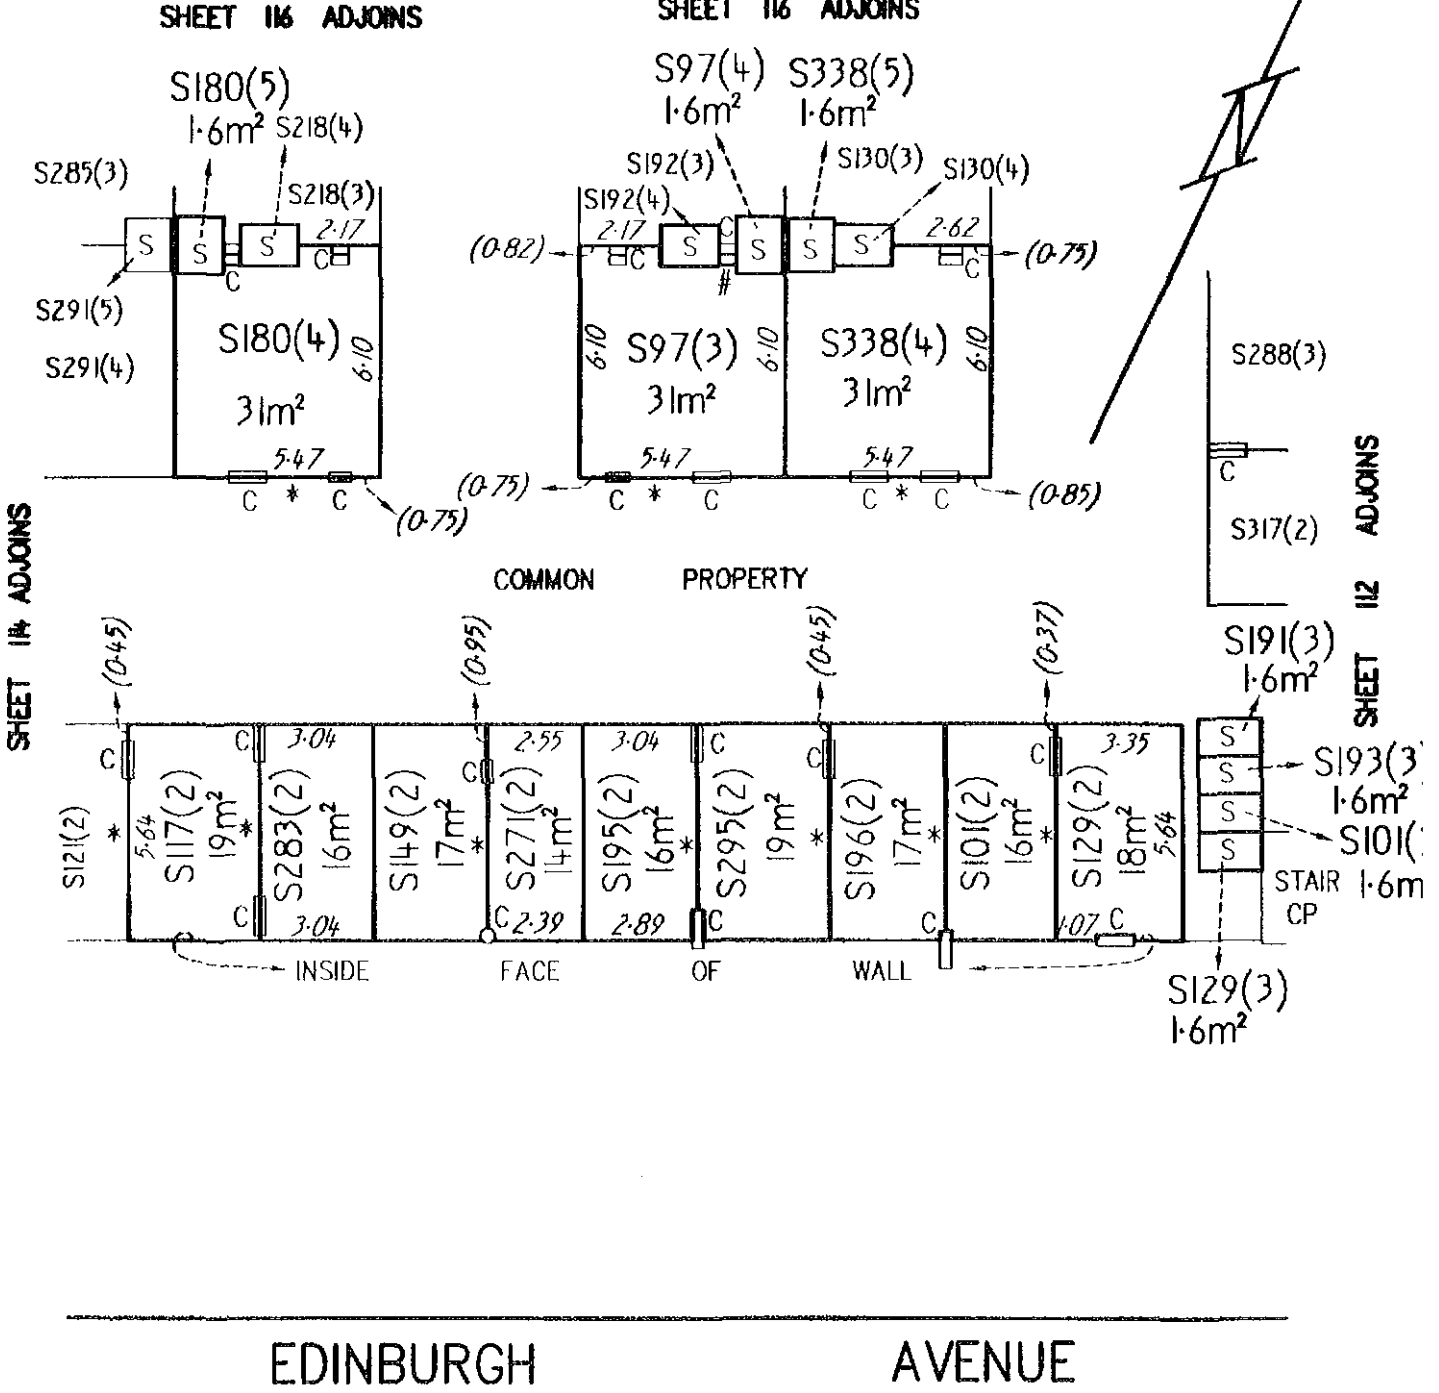 SHEET 116 ADJOINS
SHEET 116 ADJOINS
S180(5)
1·6m²
S218(4)
S285(3)
S218(3)
2·17
S
S
S
C
C
S291(5)
S291(4)
S180(4)
31m²
6·10
5·47
C
*
C
(0·75)
S97(4)
1·6m²
S338(5)
1·6m²
S192(3)
S130(3)
S130(4)
S192(4)
(0·82)
2·17
C
S
C
#
S
S
S
2·62
C
(0·75)
6·10
S97(3)
31m²
6·10
S338(4)
31m²
6·10
5·47
5·47
(0·75)
C
*
C
C
*
C
(0·85)
S288(3)
C
S317(2)
SHEET 112 ADJOINS
SHEET 114 ADJOINS
COMMON PROPERTY
(0·45)
(0·95)
(0·45)
(0·37)
S191(3)
1·6m²
S
S
S
S
S193(3)
1·6m²
S101(
1·6m
STAIR
CP
S129(3)
1·6m²
S121(2)
*
C
5·64
S117(2)
19m²
*
C
C
3·04
S283(2)
16m²
3·04
S149(2)
17m²
*
C
C
2·55
S271(2)
14m²
2·39
3·04
S195(2)
16m²
2·89
*
C
C
S295(2)
19m²
*
C
S196(2)
17m²
*
C
S101(2)
16m²
*
C
3·35
S129(2)
18m²
5·64
1·07
C
INSIDE FACE OF WALL
EDINBURGH AVENUE